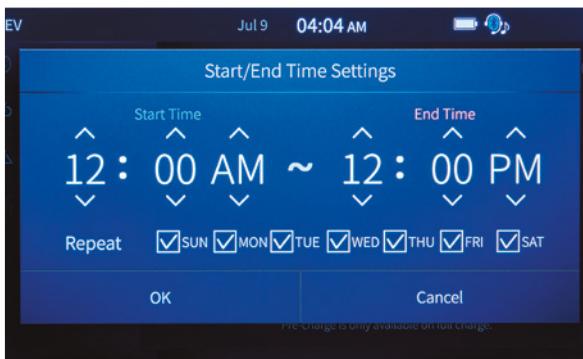 EV Jul 9 04:04 AM
Start/End Time Settings
Start Time End Time
12 : 00 AM ~ 12 : 00 PM
Repeat SUN MON TUE WED THU FRI SAT
OK Cancel
Pre-charge is only available on full charge.